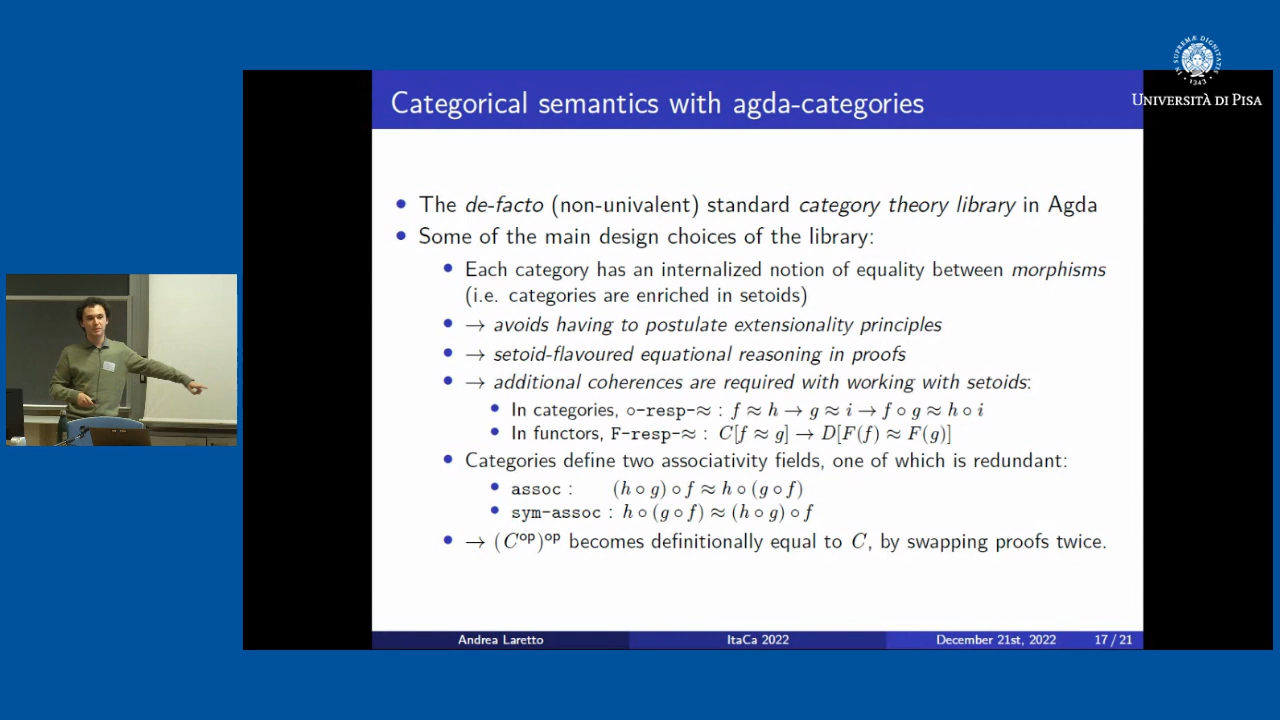 IN SUPREMÆ DIGNITATIS
1343
UNIVERSITÀ DI PISA
Categorical semantics with agda-categories
• The de-facto (non-univalent) standard category theory library in Agda
• Some of the main design choices of the library:
• Each category has an internalized notion of equality between morphisms
(i.e. categories are enriched in setoids)
• → avoids having to postulate extensionality principles
• → setoid-flavoured equational reasoning in proofs
• → additional coherences are required with working with setoids:
• In categories, ∘-resp-≈ : f ≈ h → g ≈ i → f ∘ g ≈ h ∘ i
• In functors, F-resp-≈ : C[f ≈ g] → D[F(f) ≈ F(g)]
• Categories define two associativity fields, one of which is redundant:
• assoc : (h ∘ g) ∘ f ≈ h ∘ (g ∘ f)
• sym-assoc : h ∘ (g ∘ f) ≈ (h ∘ g) ∘ f
• → (Cᵒᵖ)ᵒᵖ becomes definitionally equal to C, by swapping proofs twice.
Andrea Laretto ItaCa 2022 December 21st, 2022 17 / 21